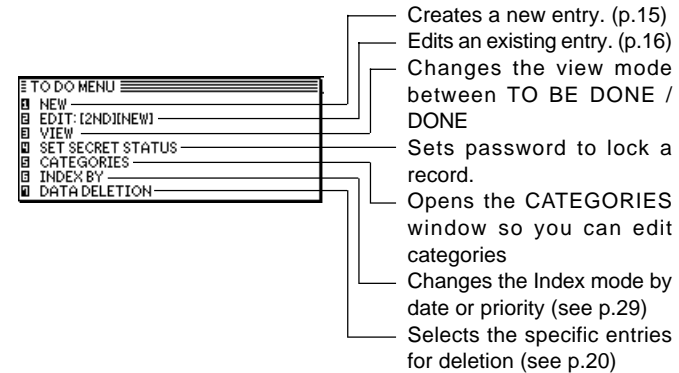 TO DO MENU
1 NEW
2 EDIT: [2ND][NEW]
3 VIEW
4 SET SECRET STATUS
5 CATEGORIES
6 INDEX BY
7 DATA DELETION
Creates a new entry. (p.15)
Edits an existing entry. (p.16)
Changes the view mode
between TO BE DONE /
DONE
Sets password to lock a
record.
Opens the CATEGORIES
window so you can edit
categories
Changes the Index mode by
date or priority (see p.29)
Selects the specific entries
for deletion (see p.20)